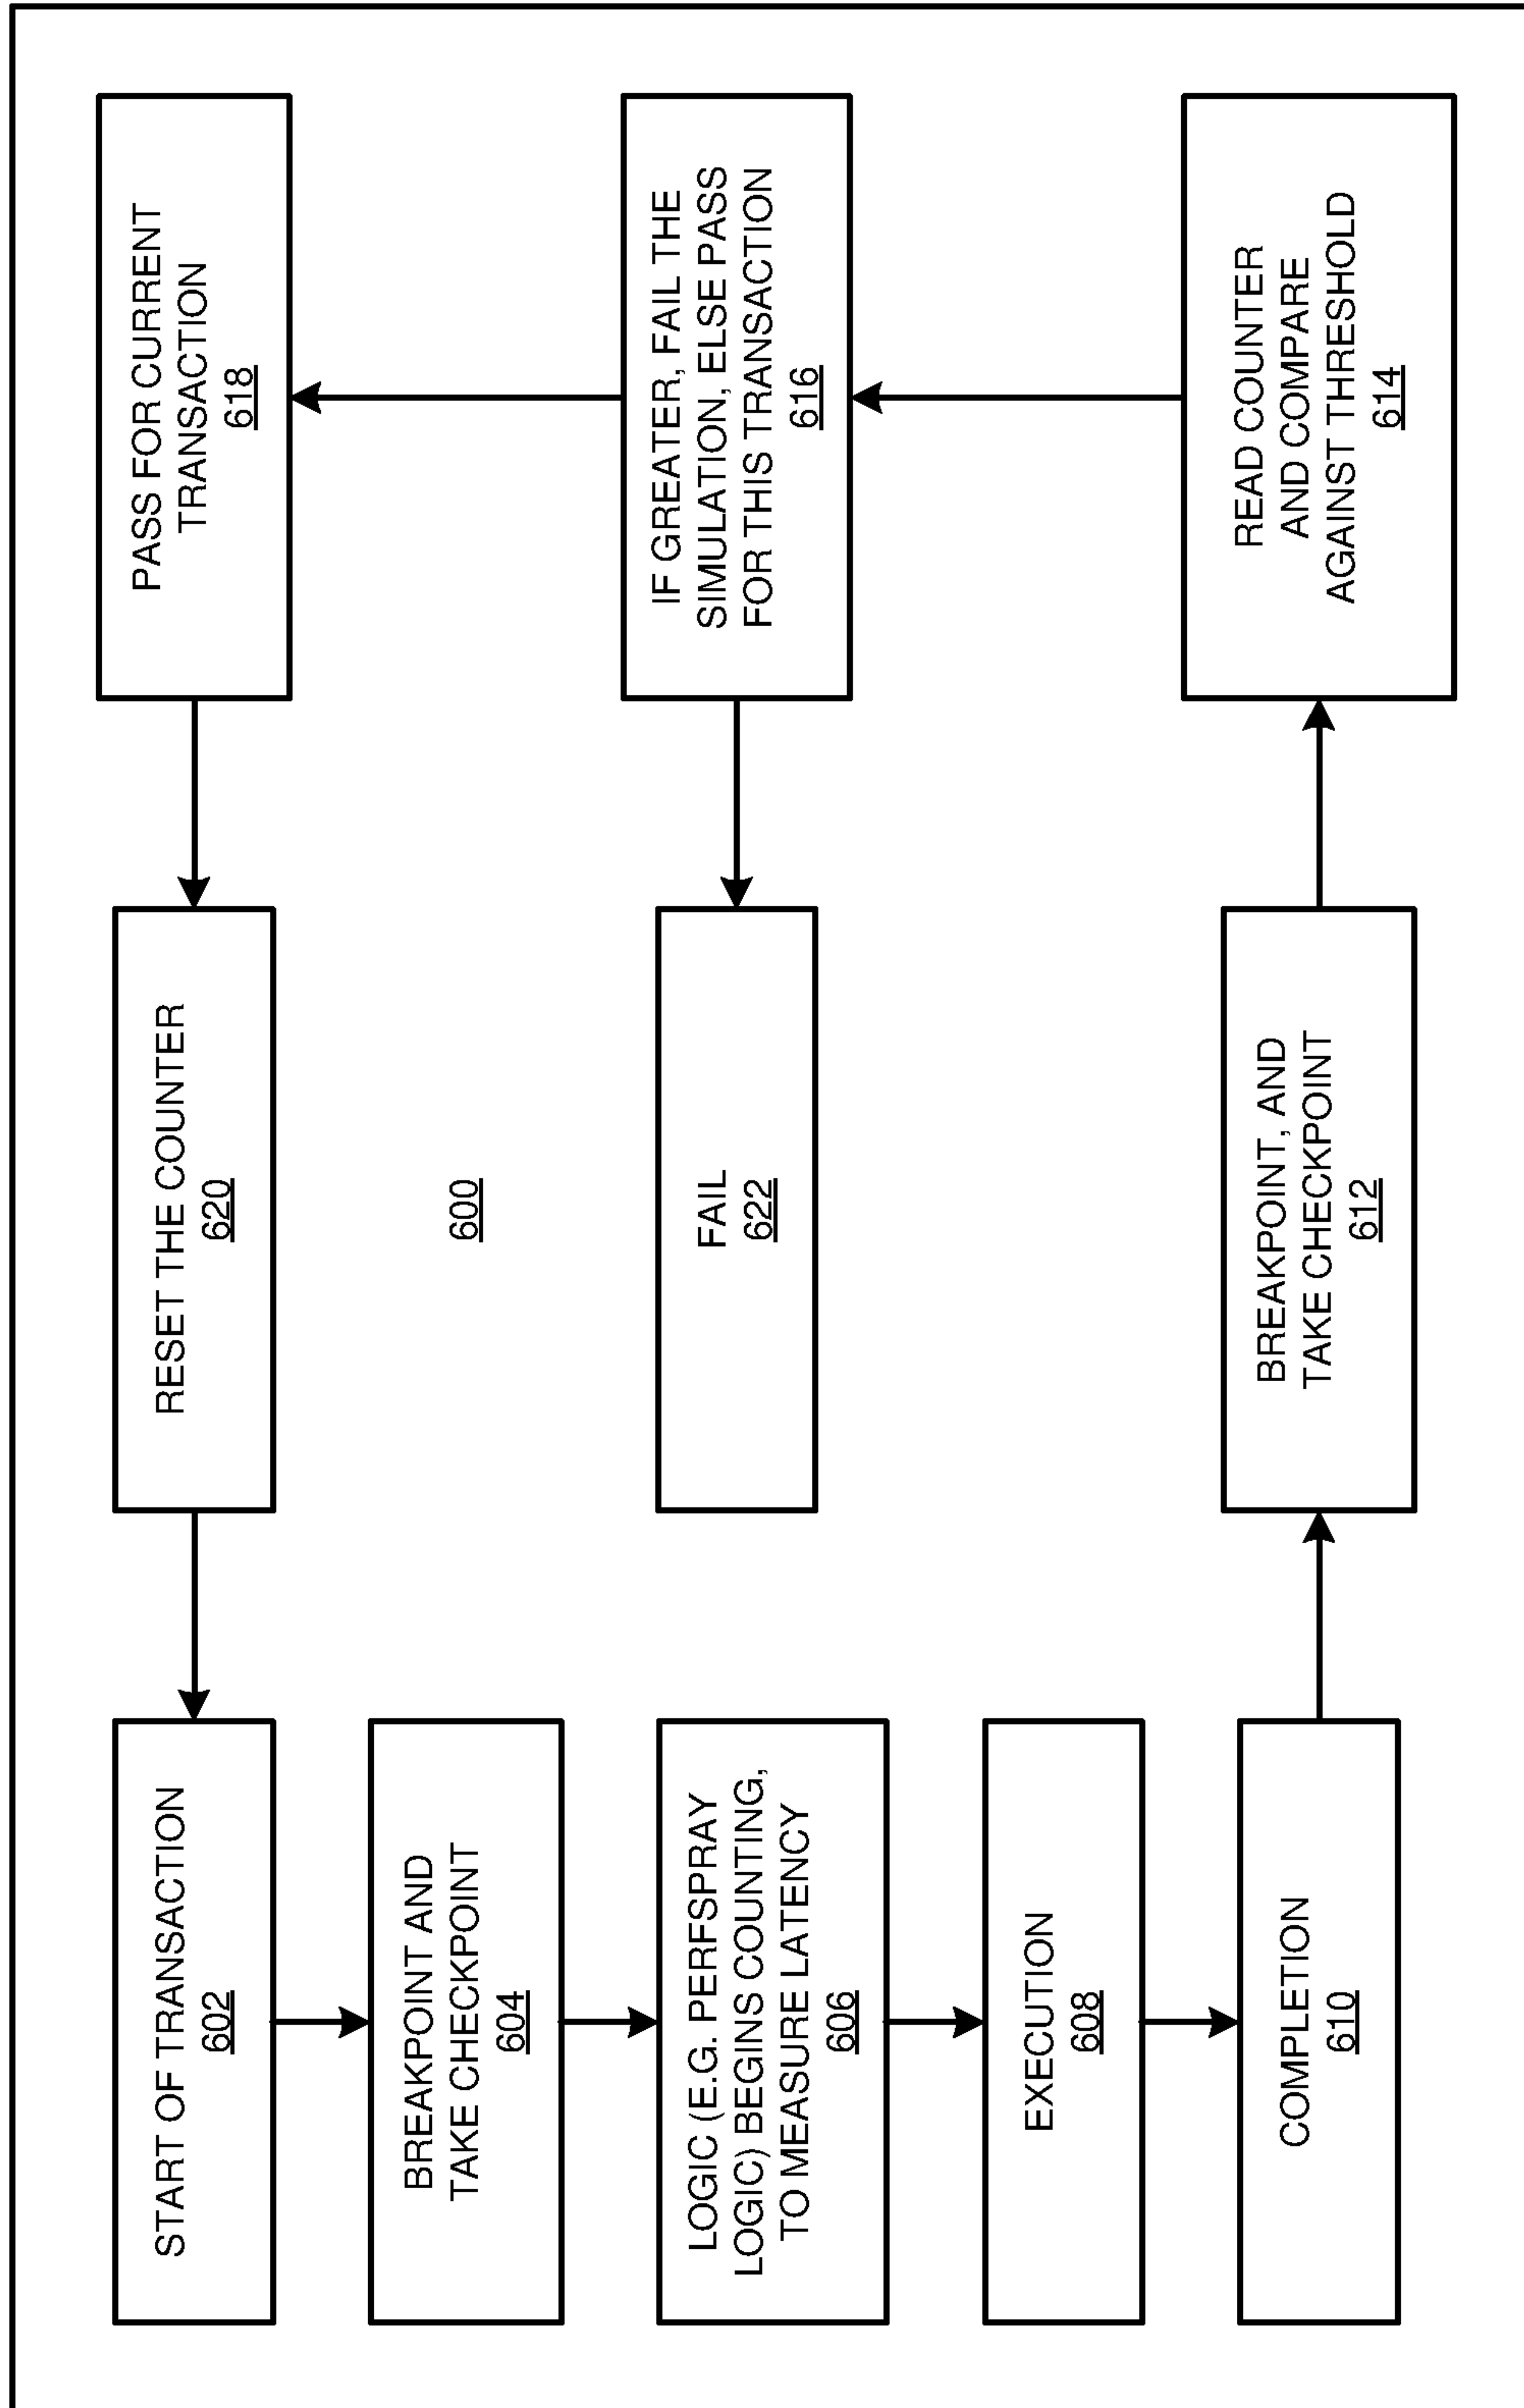 START OF TRANSACTION
602
BREAKPOINT AND
TAKE CHECKPOINT
604
LOGIC (E.G. PERFSPRAY
LOGIC) BEGINS COUNTING,
TO MEASURE LATENCY
606
EXECUTION
608
COMPLETION
610
BREAKPOINT, AND
TAKE CHECKPOINT
612
READ COUNTER
AND COMPARE
AGAINST THRESHOLD
614
IF GREATER, FAIL THE
SIMULATION, ELSE PASS
FOR THIS TRANSACTION
616
PASS FOR CURRENT
TRANSACTION
618
RESET THE COUNTER
620
600
FAIL
622